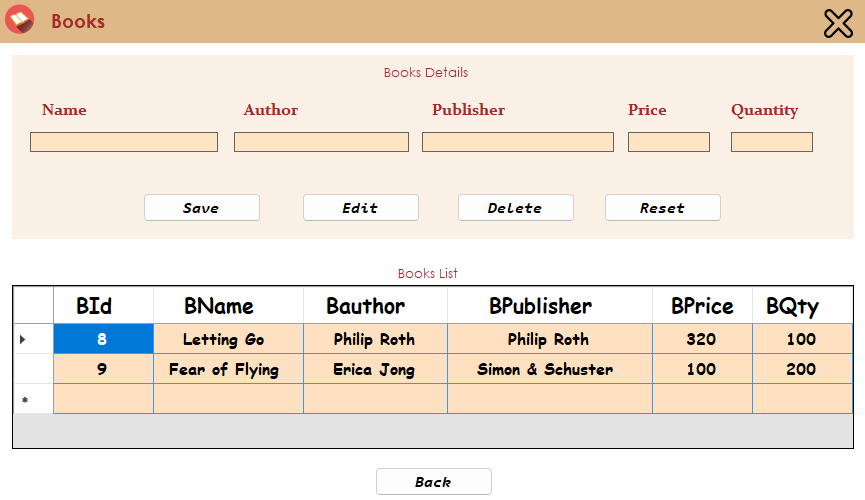 Books
Books Details
Name Author Publisher Price Quantity
Save Edit Delete Reset
Books List
BId BName Bauthor BPublisher BPrice BQty
8 Letting Go Philip Roth Philip Roth 320 100
9 Fear of Flying Erica Jong Simon & Schuster 100 200
*
Back